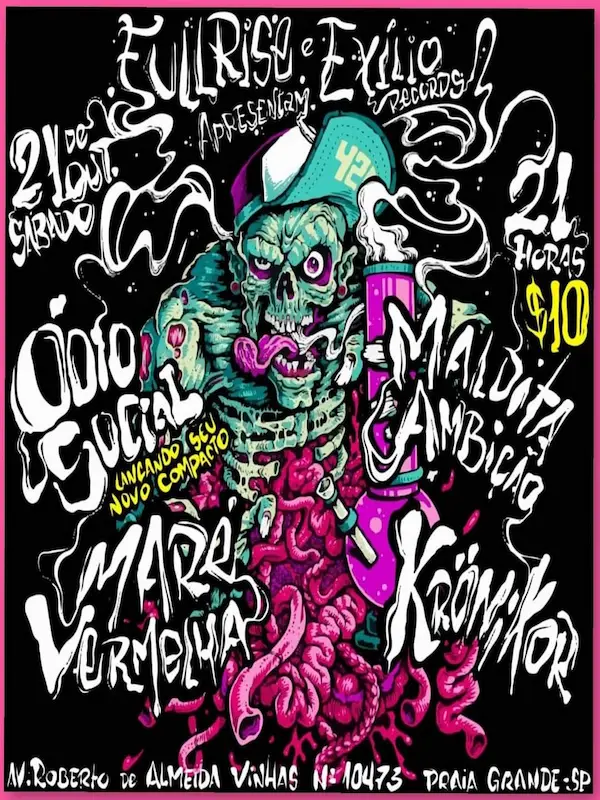 FULLRISE e EXÍLIO
RECORDS
APRESENTAM
21 DE
OUT.
SÁBADO
21
HORAS
$10
42
ÓDIO
SOCIAL
LANÇANDO SEU
NOVO COMPACTO
MALDITA
AMBIÇÃO
MARÉ
VERMELHA
KRÖNIKOR
AV. ROBERTO DE ALMEIDA VINHAS Nº 10473 PRAIA GRANDE-SP